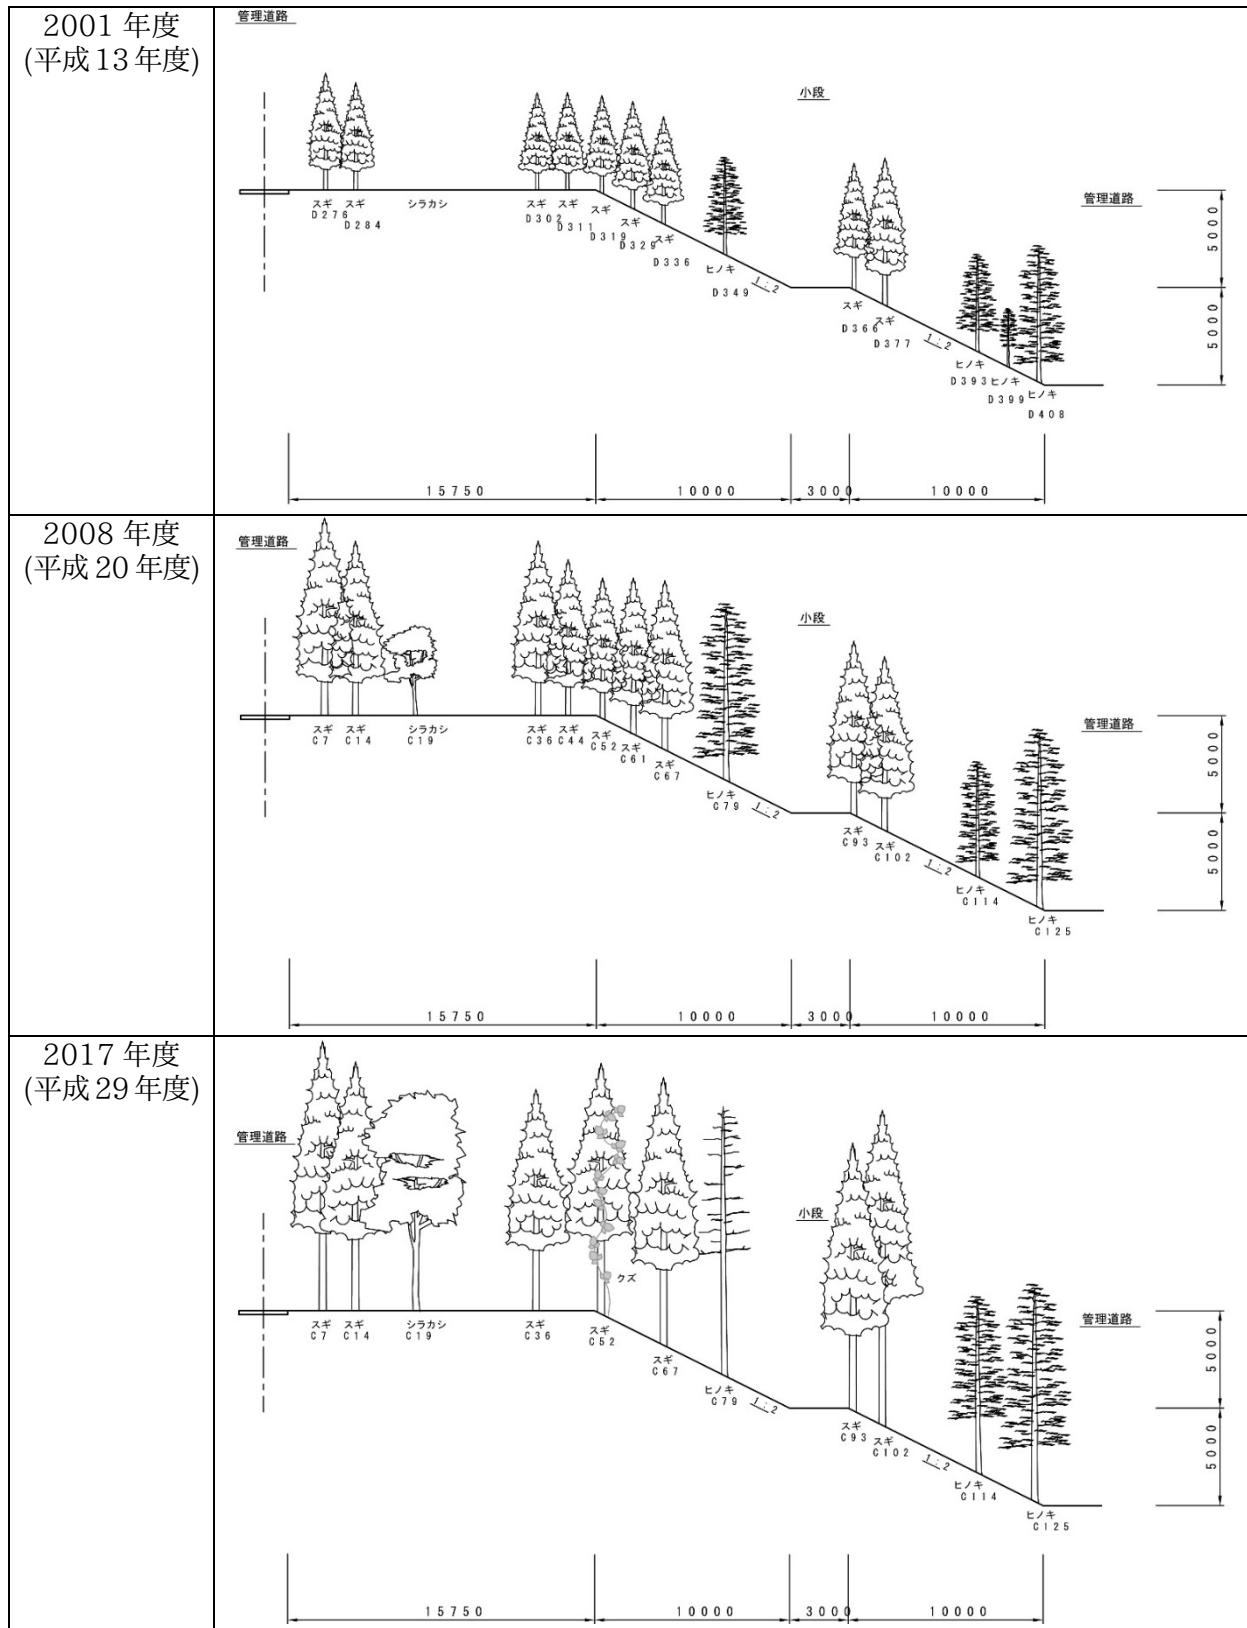 2001 年度
(平成 13 年度)
管理道路
小段
管理道路
スギ
D276
スギ
D284
シラカシ
スギ
D302
スギ
D311
スギ
D319
スギ
D329
スギ
D336
ヒノキ
D349
1:2
スギ
D366
スギ
D377
1:2
ヒノキ
D393
ヒノキ
D399
ヒノキ
D408
5000
5000
15750
10000
3000
10000
2008 年度
(平成 20 年度)
管理道路
小段
管理道路
スギ
C7
スギ
C14
シラカシ
C19
スギ
C36
スギ
C44
スギ
C52
スギ
C61
スギ
C67
ヒノキ
C79
1:2
スギ
C93
スギ
C102
1:2
ヒノキ
C114
ヒノキ
C125
5000
5000
15750
10000
3000
10000
2017 年度
(平成 29 年度)
管理道路
小段
クズ
管理道路
スギ
C7
スギ
C14
シラカシ
C19
スギ
C36
スギ
C52
スギ
C67
ヒノキ
C79
1:2
スギ
C93
スギ
C102
1:2
ヒノキ
C114
ヒノキ
C125
5000
5000
15750
10000
3000
10000